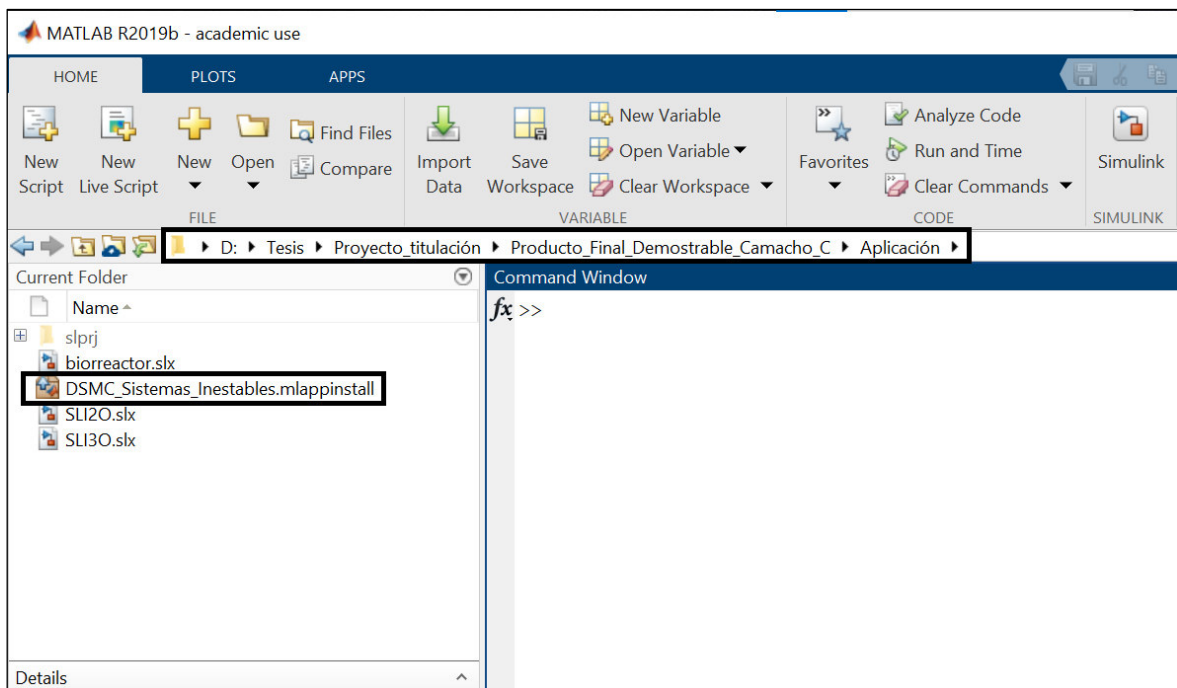 MATLAB R2019b - academic use
HOME PLOTS APPS
New Script
New Live Script
New
Open
Find Files
Compare
FILE
Import Data
Save Workspace
New Variable
Open Variable
Clear Workspace
VARIABLE
Favorites
Analyze Code
Run and Time
Clear Commands
CODE
Simulink
SIMULINK
D: Tesis Proyecto_titulación Producto_Final_Demostrable_Camacho_C Aplicación
Current Folder
Name
slprj
biorreactor.slx
DSMC_Sistemas_Inestables.mlappinstall
SLI2O.slx
SLI3O.slx
Details
Command Window
fx >>